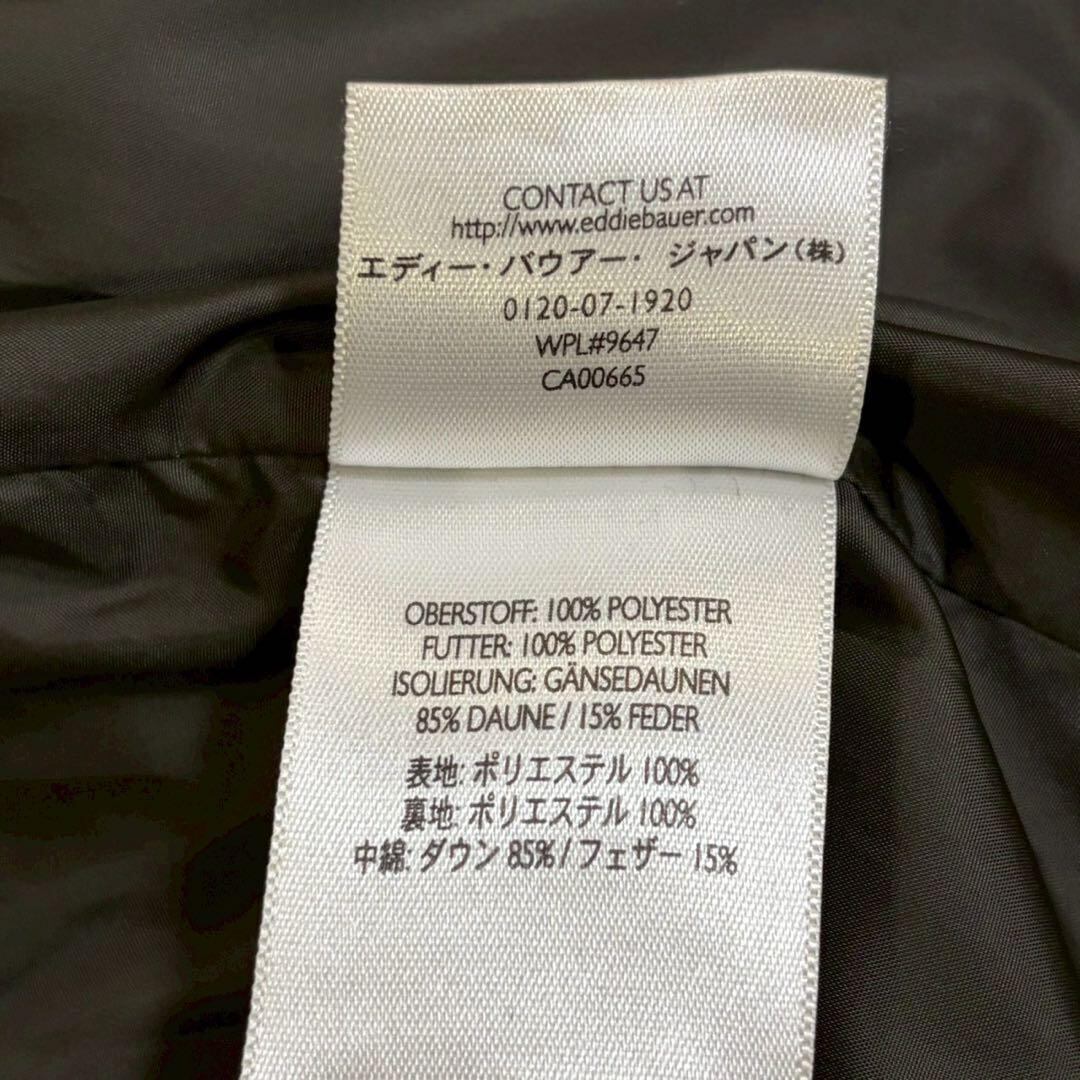 CONTACT US AT
http://www.eddiebauer.com
エディー・バウアー・ ジャパン(株)
0120-07-1920
WPL#9647
CA00665
OBERSTOFF: 100% POLYESTER
FUTTER: 100% POLYESTER
ISOLIERUNG: GÄNSEDAUNEN
85% DAUNE / 15% FEDER
表地: ポリエステル 100%
裏地: ポリエステル 100%
中綿: ダウン 85% / フェザー 15%